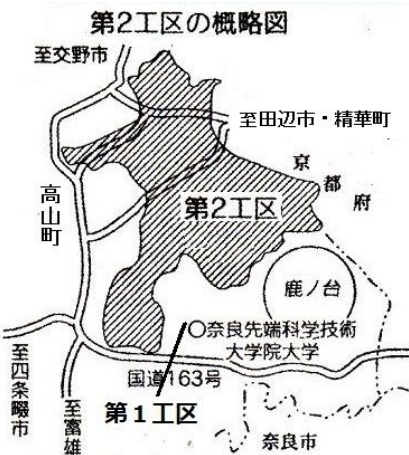 第2工区の概略図
至交野市
至田辺市・精華町
京都府
高山町
第2工区
鹿ノ台
奈良先端科学技術
大学院大学
国道163号
第1工区
至四条畷市
至富雄
奈良市